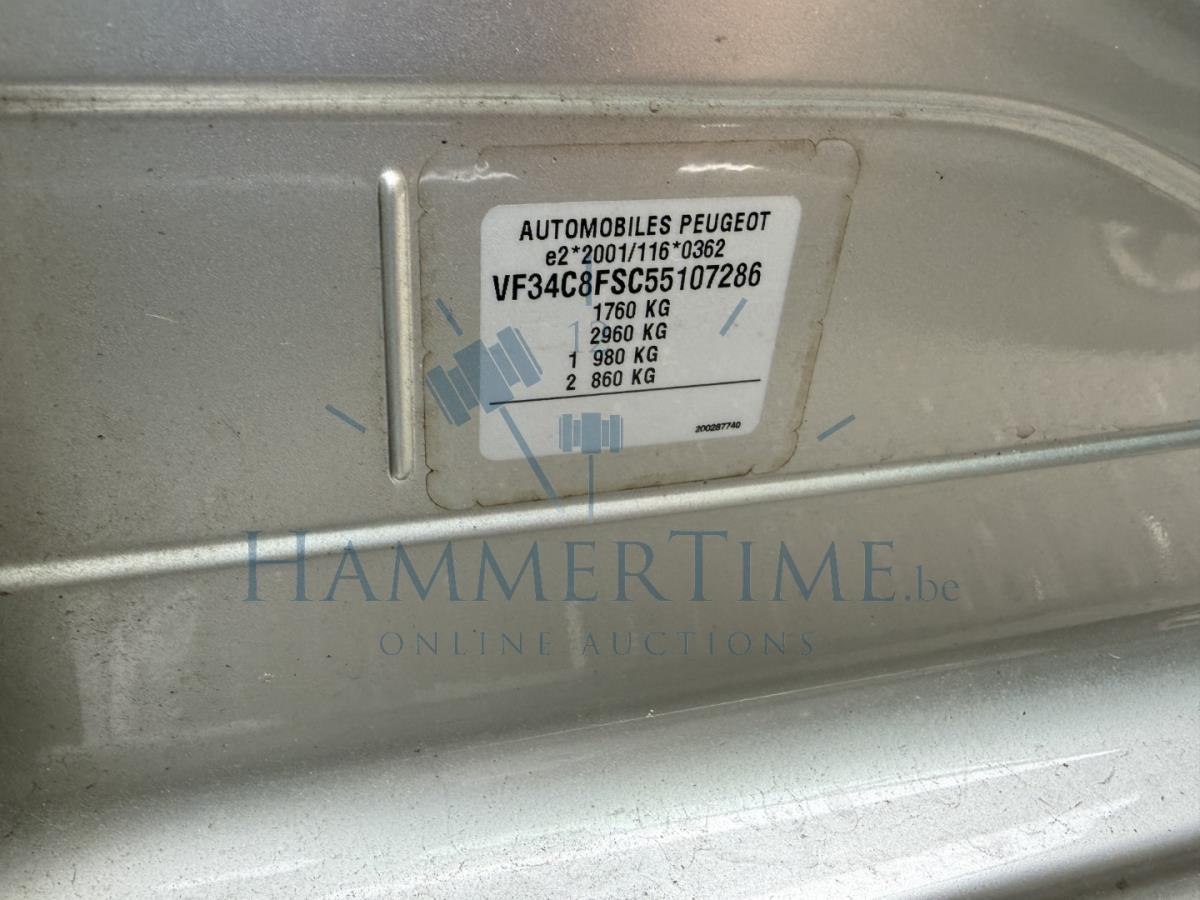 AUTOMOBILES PEUGEOT
e2*2001/116*0362
VF34C8FSC55107286
1760 KG
2960 KG
1 980 KG
2 860 KG
200287740
12
HAMMERTIME.be
ONLINE AUCTIONS